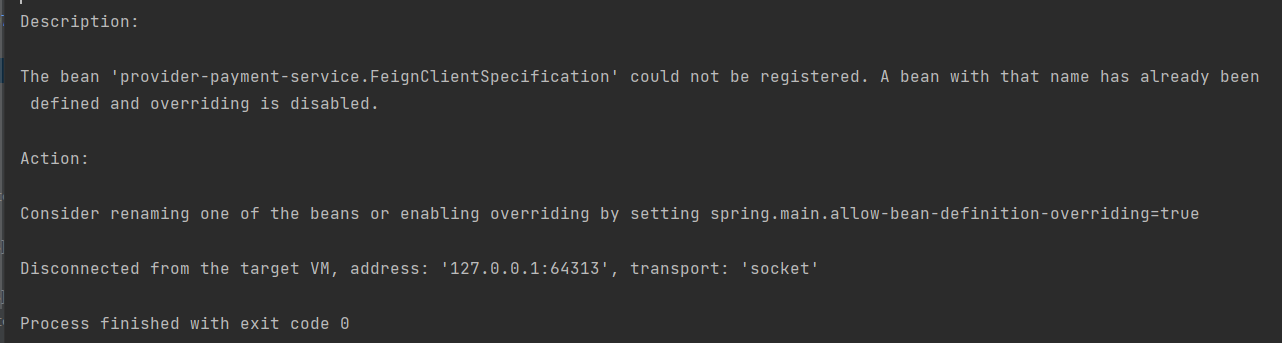 Description:
The bean 'provider-payment-service.FeignClientSpecification' could not be registered. A bean with that name has already been
defined and overriding is disabled.
Action:
Consider renaming one of the beans or enabling overriding by setting spring.main.allow-bean-definition-overriding=true
Disconnected from the target VM, address: '127.0.0.1:64313', transport: 'socket'
Process finished with exit code 0